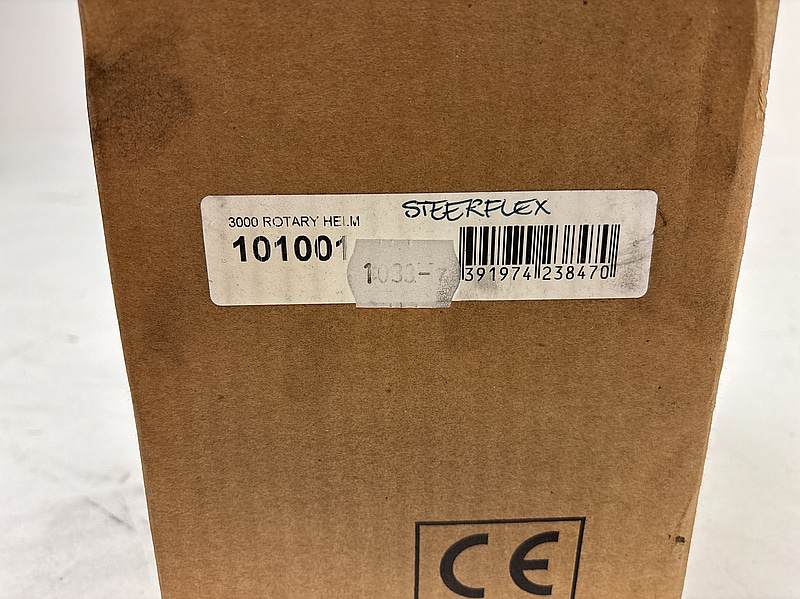 STEERFLEX
3000 ROTARY HELM
101001
391974 238470
CE